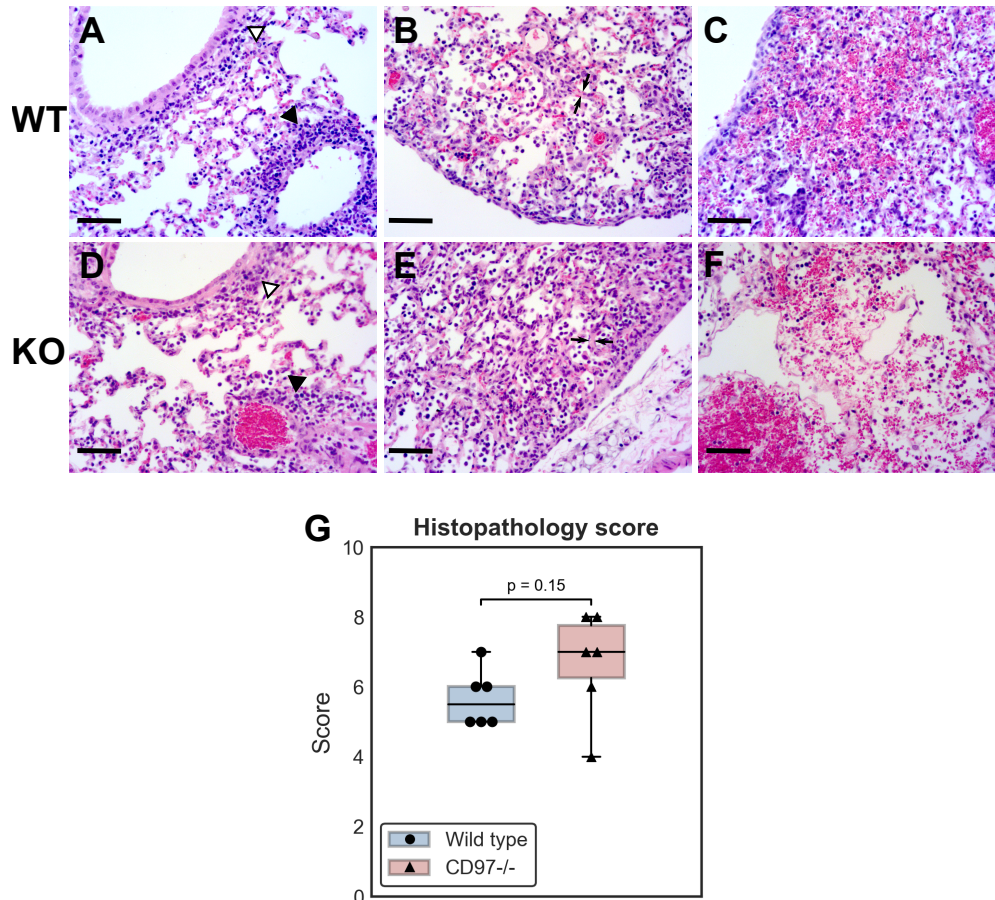 A
B
C
WT
D
E
F
KO
G
Histopathology score
10
p = 0.15
8
6
Score
4
2
Wild type
CD97-/-
0